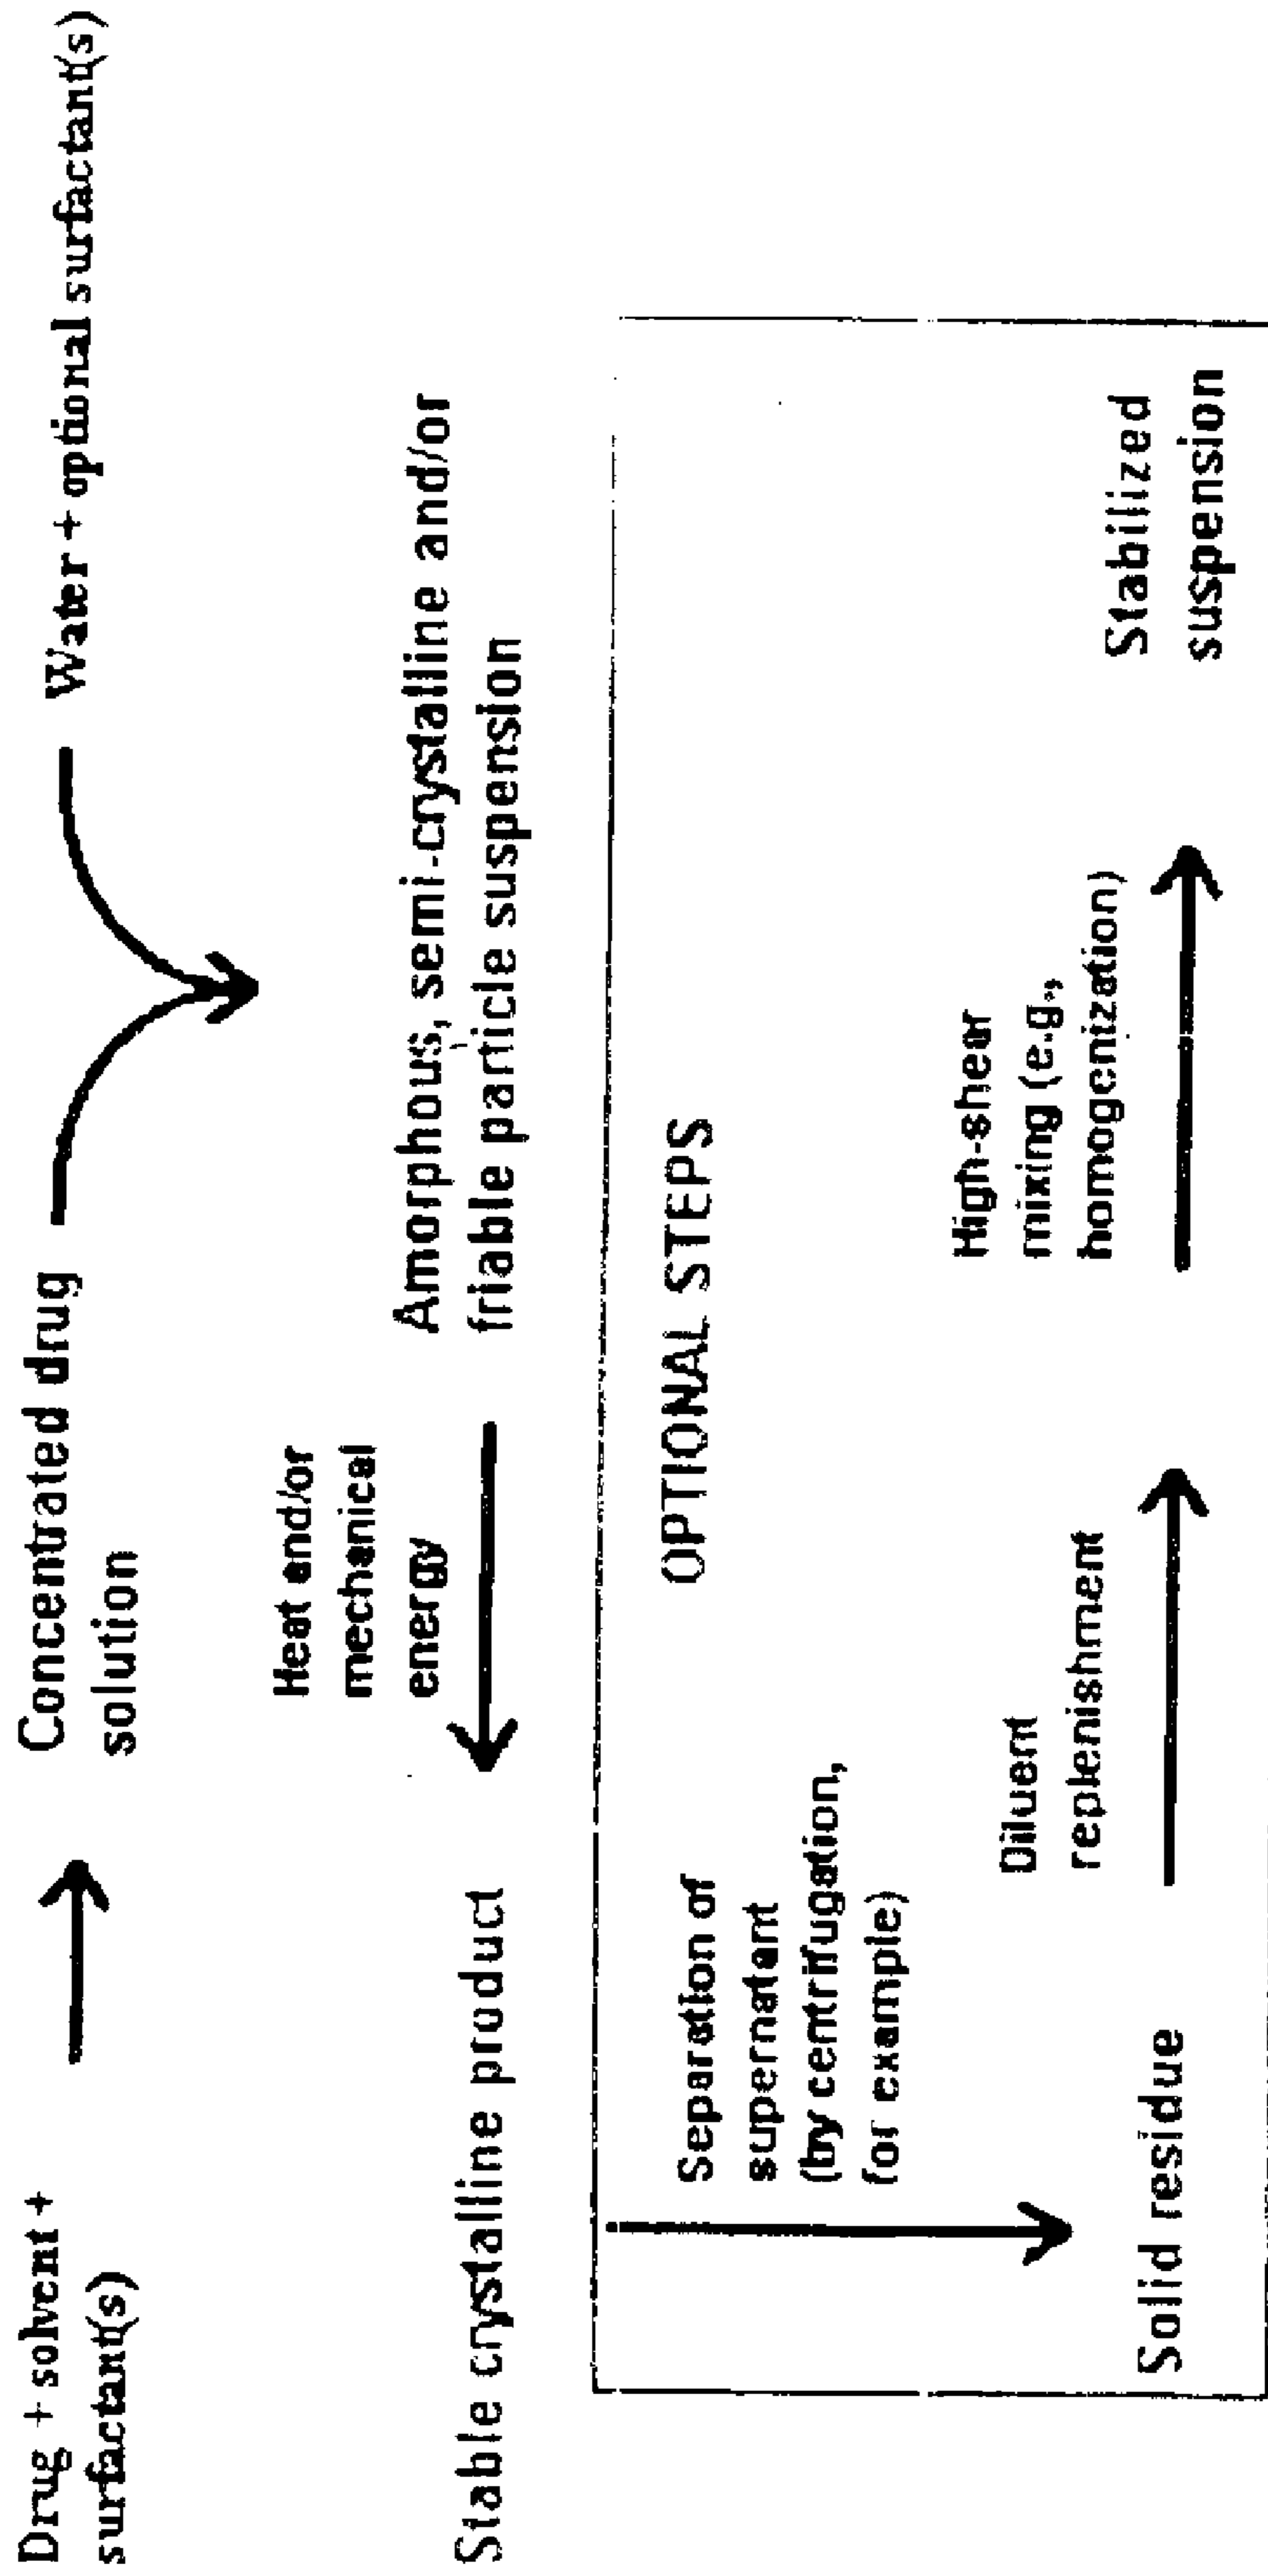 Drug + solvent +
surfactant(s)
Concentrated drug
solution
Water + optional surfactant(s)
Heat and/or
mechanical
energy
Amorphous, semi-crystalline and/or
friable particle suspension
Stable crystalline product
OPTIONAL STEPS
Separation of
supernatant
(by centrifugation,
for example)
Solid residue
Diluent
replenishment
High-shear
mixing (e.g.,
homogenization)
Stabilized
suspension